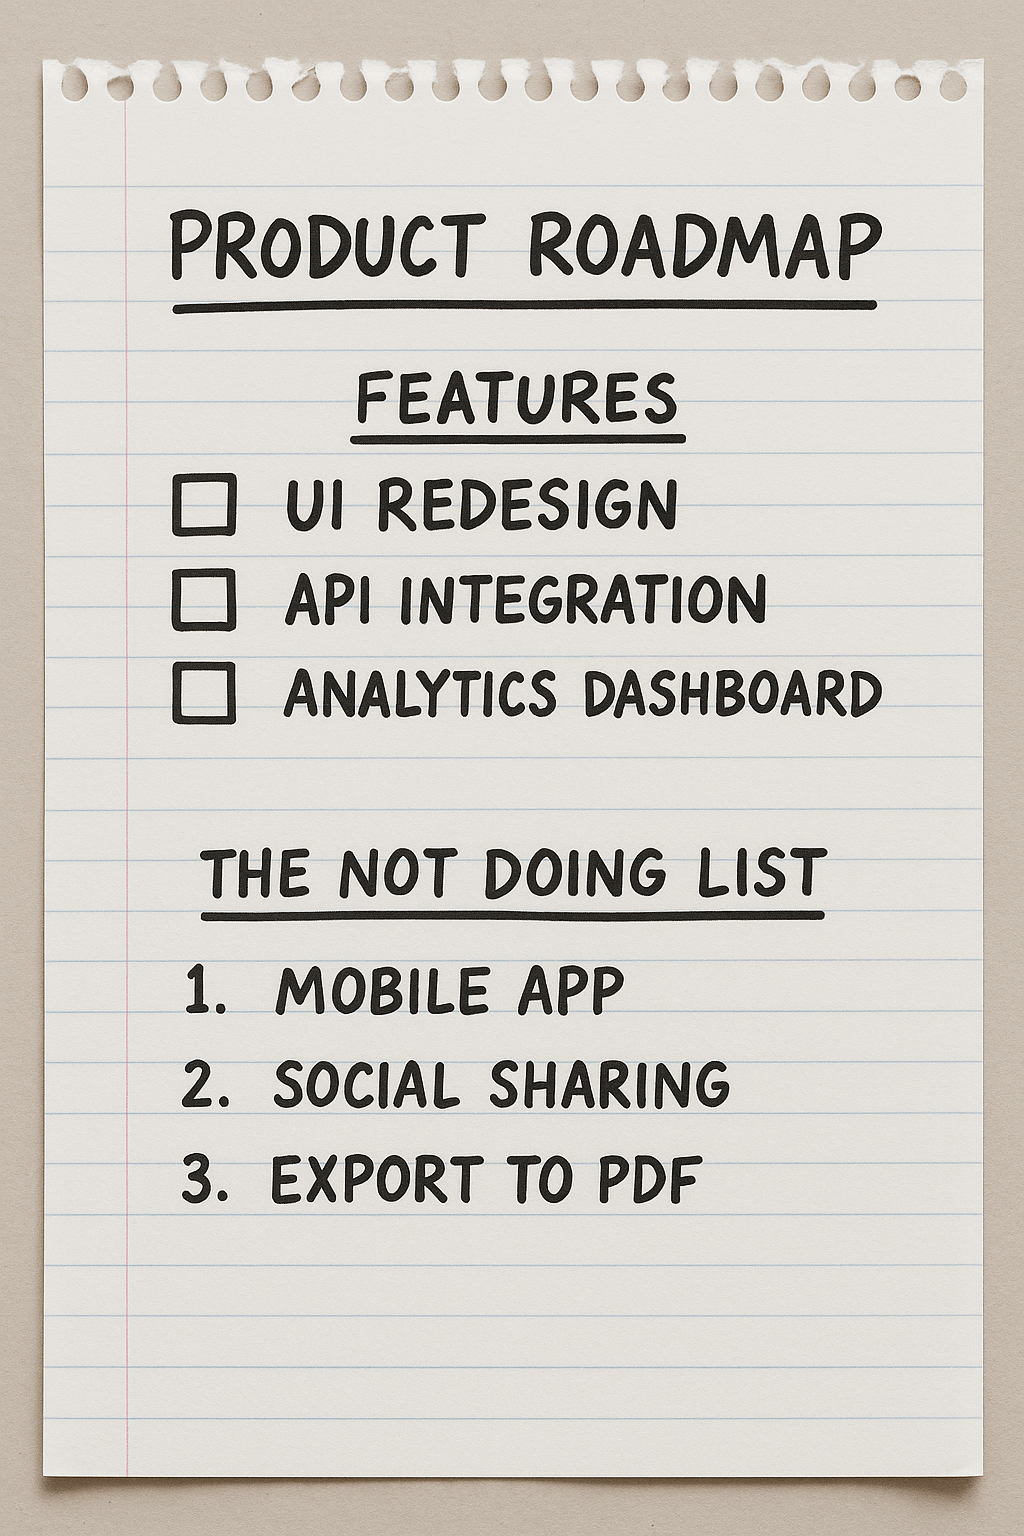 PRODUCT ROADMAP
FEATURES
UI REDESIGN
API INTEGRATION
ANALYTICS DASHBOARD
THE NOT DOING LIST
1. MOBILE APP
2. SOCIAL SHARING
3. EXPORT TO PDF